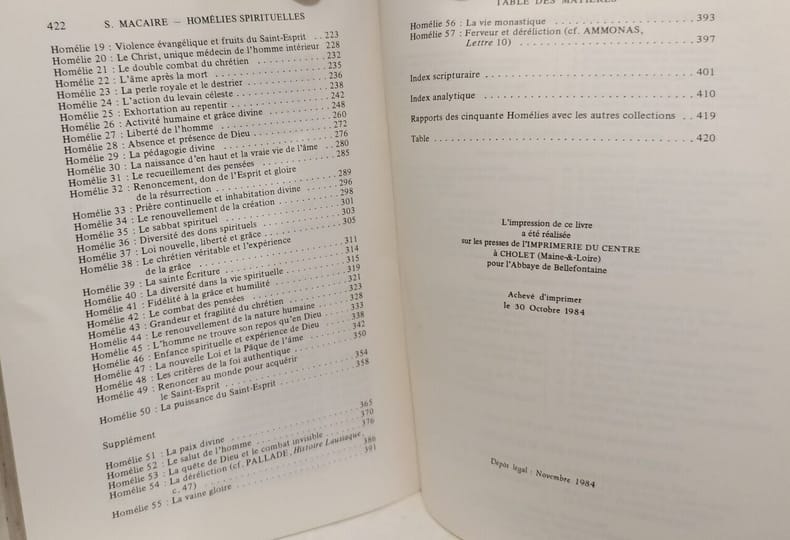 422 S. MACAIRE — HOMÉLIES SPIRITUELLES
Homélie 19 : Violence évangélique et fruits du Saint-Esprit . . 223
Homélie 20 : Le Christ, unique médecin de l'homme intérieur 228
Homélie 21 : Le double combat du chrétien . . . . . . . . . . 232
Homélie 22 : L'âme après la mort . . . . . . . . . . 235
Homélie 23 : La perle royale et le destrier . . . . . . . . . . 236
Homélie 24 : L'action du levain céleste . . . . . . . . . . 238
Homélie 25 : Exhortation au repentir . . . . . . . . . . 242
Homélie 26 : Activité humaine et grâce divine . . . . . . . . . . 248
Homélie 27 : Liberté de l'homme . . . . . . . . . . 260
Homélie 28 : Absence et présence de Dieu . . . . . . . . . . 272
Homélie 29 : La pédagogie divine . . . . . . . . . . 276
Homélie 30 : La naissance d'en haut et la vraie vie de l'âme . . 280
Homélie 31 : Le recueillement des pensées . . . . . . . . . . 285
Homélie 32 : Renoncement, don de l'Esprit et gloire
de la résurrection . . . . . . . . . . 289
Homélie 33 : Prière continuelle et inhabitation divine . . . . . 296
Homélie 34 : Le renouvellement de la création . . . . . . . . . . 298
Homélie 35 : Le sabbat spirituel . . . . . . . . . . 301
Homélie 36 : Diversité des dons spirituels . . . . . . . . . . 303
Homélie 37 : Loi nouvelle, liberté et grâce . . . . . . . . . . 305
Homélie 38 : Le chrétien véritable et l'expérience
de la grâce . . . . . . . . . . 311
Homélie 39 : La sainte Écriture . . . . . . . . . . 314
Homélie 40 : La diversité dans la vie spirituelle . . . . . . . . . . 315
Homélie 41 : Fidélité à la grâce et humilité . . . . . . . . . . 319
Homélie 42 : Le combat des pensées . . . . . . . . . . 321
Homélie 43 : Grandeur et fragilité du chrétien . . . . . . . . . . 323
Homélie 44 : Le renouvellement de la nature humaine . . . . . 328
Homélie 45 : L'homme ne trouve son repos qu'en Dieu . . . . . 333
Homélie 46 : Enfance spirituelle et expérience de Dieu . . . . . 338
Homélie 47 : La nouvelle Loi et la Pâque de l'âme . . . . . 342
Homélie 48 : Les critères de la foi authentique . . . . . . . . . . 350
Homélie 49 : Renoncer au monde pour acquérir
le Saint-Esprit . . . . . . . . . . 354
Homélie 50 : La puissance du Saint-Esprit . . . . . . . . . . 358
Supplément
Homélie 51 : La paix divine . . . . . . . . . . 365
Homélie 52 : Le salut de l'homme . . . . . . . . . . 370
Homélie 53 : La quête de Dieu et le combat invisible . . . . . 376
Homélie 54 : La déréliction (cf. PALLADE, Histoire Lausiaque,
c. 47) . . . . . . . . . . 386
Homélie 55 : La vaine gloire . . . . . . . . . . 391
TABLE DES MATIÈRES
Homélie 56 : La vie monastique . . . . . . . . . . 393
Homélie 57 : Ferveur et déréliction (cf. AMMONAS,
Lettre 10) . . . . . . . . . . 397
Index scripturaire . . . . . . . . . . 401
Index analytique . . . . . . . . . . 410
Rapports des cinquante Homélies avec les autres collections . . 419
Table . . . . . . . . . . 420
L'impression de ce livre
a été réalisée
sur les presses de l'IMPRIMERIE DU CENTRE
à CHOLET (Maine-&-Loire)
pour l'Abbaye de Bellefontaine
Achevé d'imprimer
le 30 Octobre 1984
Dépôt légal : Novembre 1984